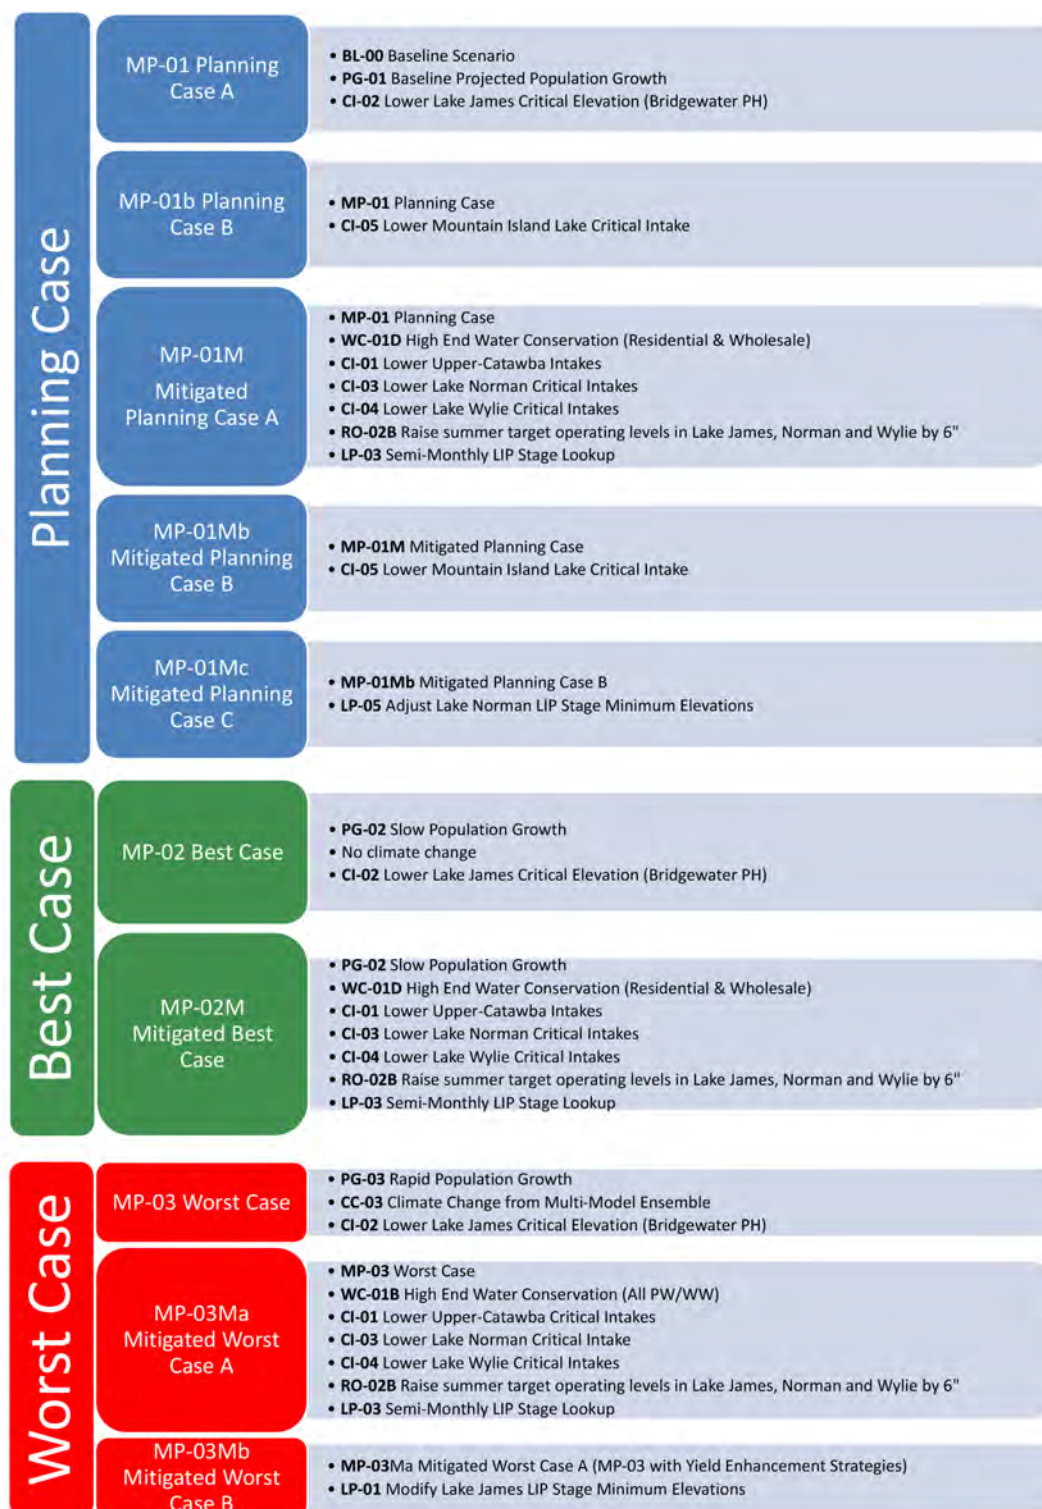 Planning Case
MP-01 Planning
Case A
• BL-00 Baseline Scenario
• PG-01 Baseline Projected Population Growth
• CI-02 Lower Lake James Critical Elevation (Bridgewater PH)
MP-01b Planning
Case B
• MP-01 Planning Case
• CI-05 Lower Mountain Island Lake Critical Intake
MP-01M
Mitigated
Planning Case A
• MP-01 Planning Case
• WC-01D High End Water Conservation (Residential & Wholesale)
• CI-01 Lower Upper-Catawba Intakes
• CI-03 Lower Lake Norman Critical Intakes
• CI-04 Lower Lake Wylie Critical Intakes
• RO-02B Raise summer target operating levels in Lake James, Norman and Wylie by 6"
• LP-03 Semi-Monthly LIP Stage Lookup
MP-01Mb
Mitigated Planning
Case B
• MP-01M Mitigated Planning Case
• CI-05 Lower Mountain Island Lake Critical Intake
MP-01Mc
Mitigated Planning
Case C
• MP-01Mb Mitigated Planning Case B
• LP-05 Adjust Lake Norman LIP Stage Minimum Elevations
Best Case
MP-02 Best Case
• PG-02 Slow Population Growth
• No climate change
• CI-02 Lower Lake James Critical Elevation (Bridgewater PH)
MP-02M
Mitigated Best
Case
• PG-02 Slow Population Growth
• WC-01D High End Water Conservation (Residential & Wholesale)
• CI-01 Lower Upper-Catawba Intakes
• CI-03 Lower Lake Norman Critical Intakes
• CI-04 Lower Lake Wylie Critical Intakes
• RO-02B Raise summer target operating levels in Lake James, Norman and Wylie by 6"
• LP-03 Semi-Monthly LIP Stage Lookup
Worst Case
MP-03 Worst Case
• PG-03 Rapid Population Growth
• CC-03 Climate Change from Multi-Model Ensemble
• CI-02 Lower Lake James Critical Elevation (Bridgewater PH)
MP-03Ma
Mitigated Worst
Case A
• MP-03 Worst Case
• WC-01B High End Water Conservation (All PW/WW)
• CI-01 Lower Upper-Catawba Critical Intakes
• CI-03 Lower Lake Norman Critical Intake
• CI-04 Lower Lake Wylie Critical Intakes
• RO-02B Raise summer target operating levels in Lake James, Norman and Wylie by 6"
• LP-03 Semi-Monthly LIP Stage Lookup
MP-03Mb
Mitigated Worst
Case B
• MP-03Ma Mitigated Worst Case A (MP-03 with Yield Enhancement Strategies)
• LP-01 Modify Lake James LIP Stage Minimum Elevations